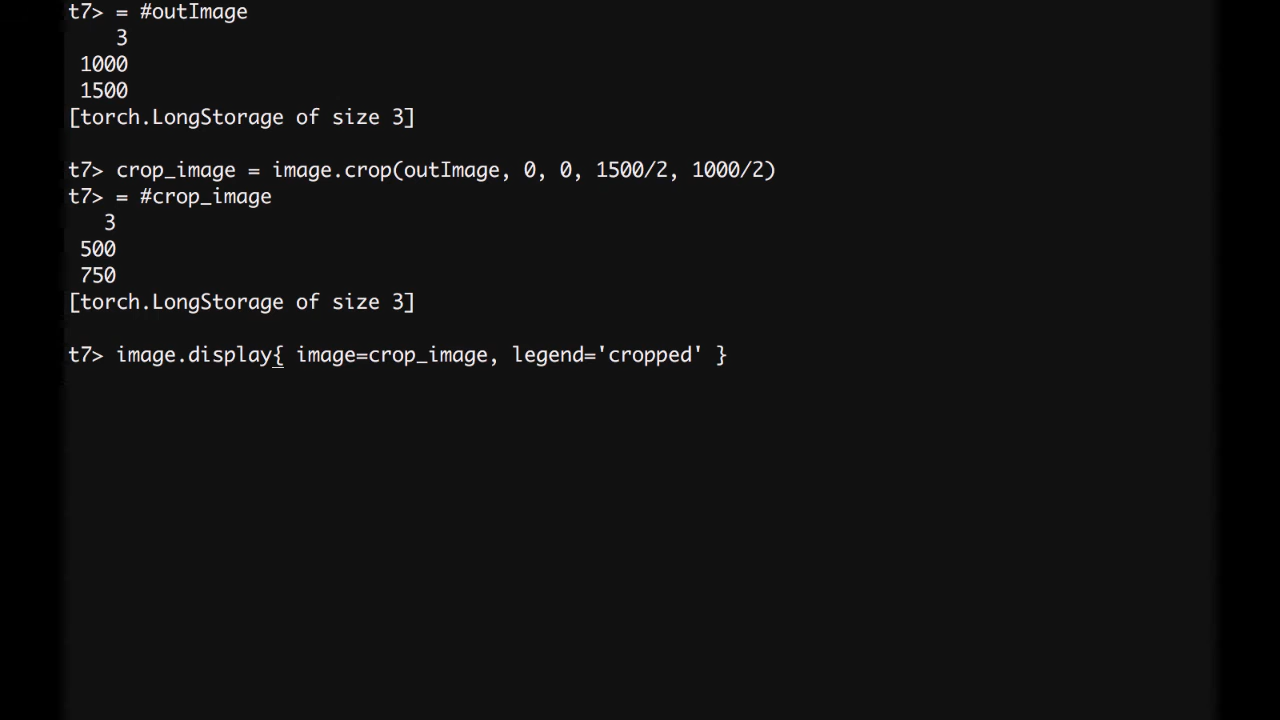 t7> = #outImage
3
1000
1500
[torch.LongStorage of size 3]
t7> crop_image = image.crop(outImage, 0, 0, 1500/2, 1000/2)
t7> = #crop_image
3
500
750
[torch.LongStorage of size 3]
t7> image.display{ image=crop_image, legend='cropped' }